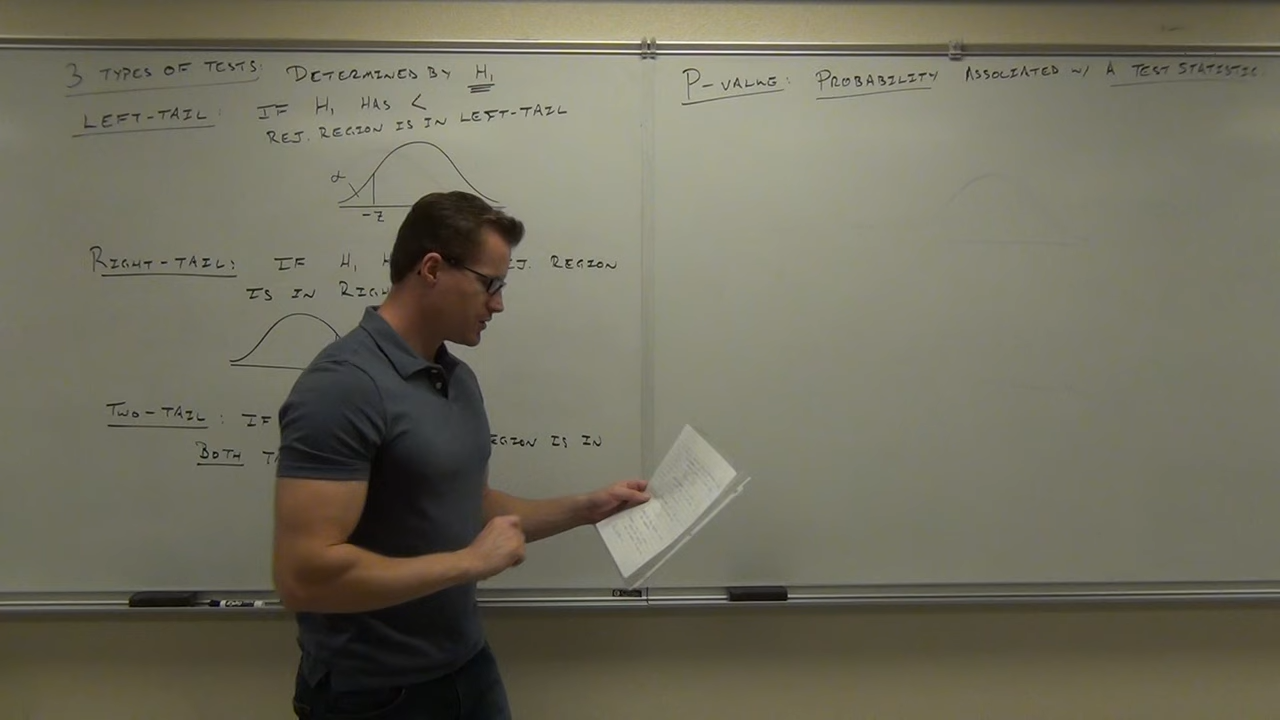 3 TYPES OF TESTS: DETERMINED BY H₁
LEFT-TAIL: IF H₁ HAS <
REJ. REGION IS IN LEFT-TAIL
α
-Z
RIGHT-TAIL: IF H₁ REGION
IS IN
TWO-TAIL: IF
BOTH IS IN
P-VALUE: PROBABILITY ASSOCIATED W/ A TEST STATISTIC